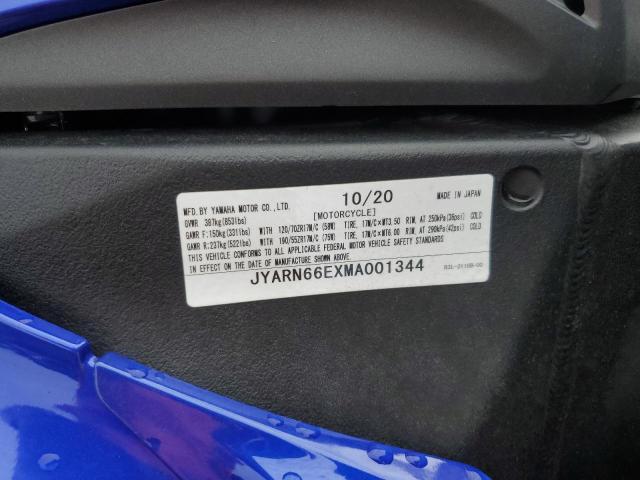 MFD. BY YAMAHA MOTOR CO., LTD. 10/20 MADE IN JAPAN
GVWR 387kg(853lbs) [MOTORCYCLE]
GAWR F:150kg(331lbs) WITH 120/70ZR17M/C (58W) TIRE, 17M/C×MT3.50 RIM, AT 250kPa(36psi) COLD
GAWR R:237kg(522lbs) WITH 190/55ZR17M/C (75W) TIRE, 17M/C×MT6.00 RIM, AT 290kPa(42psi) COLD
THIS VEHICLE CONFORMS TO ALL APPLICABLE FEDERAL MOTOR VEHICLE SAFETY STANDARDS
IN EFFECT ON THE DATE OF MANUFACTURE SHOWN ABOVE.
JYARN66EXMA001344